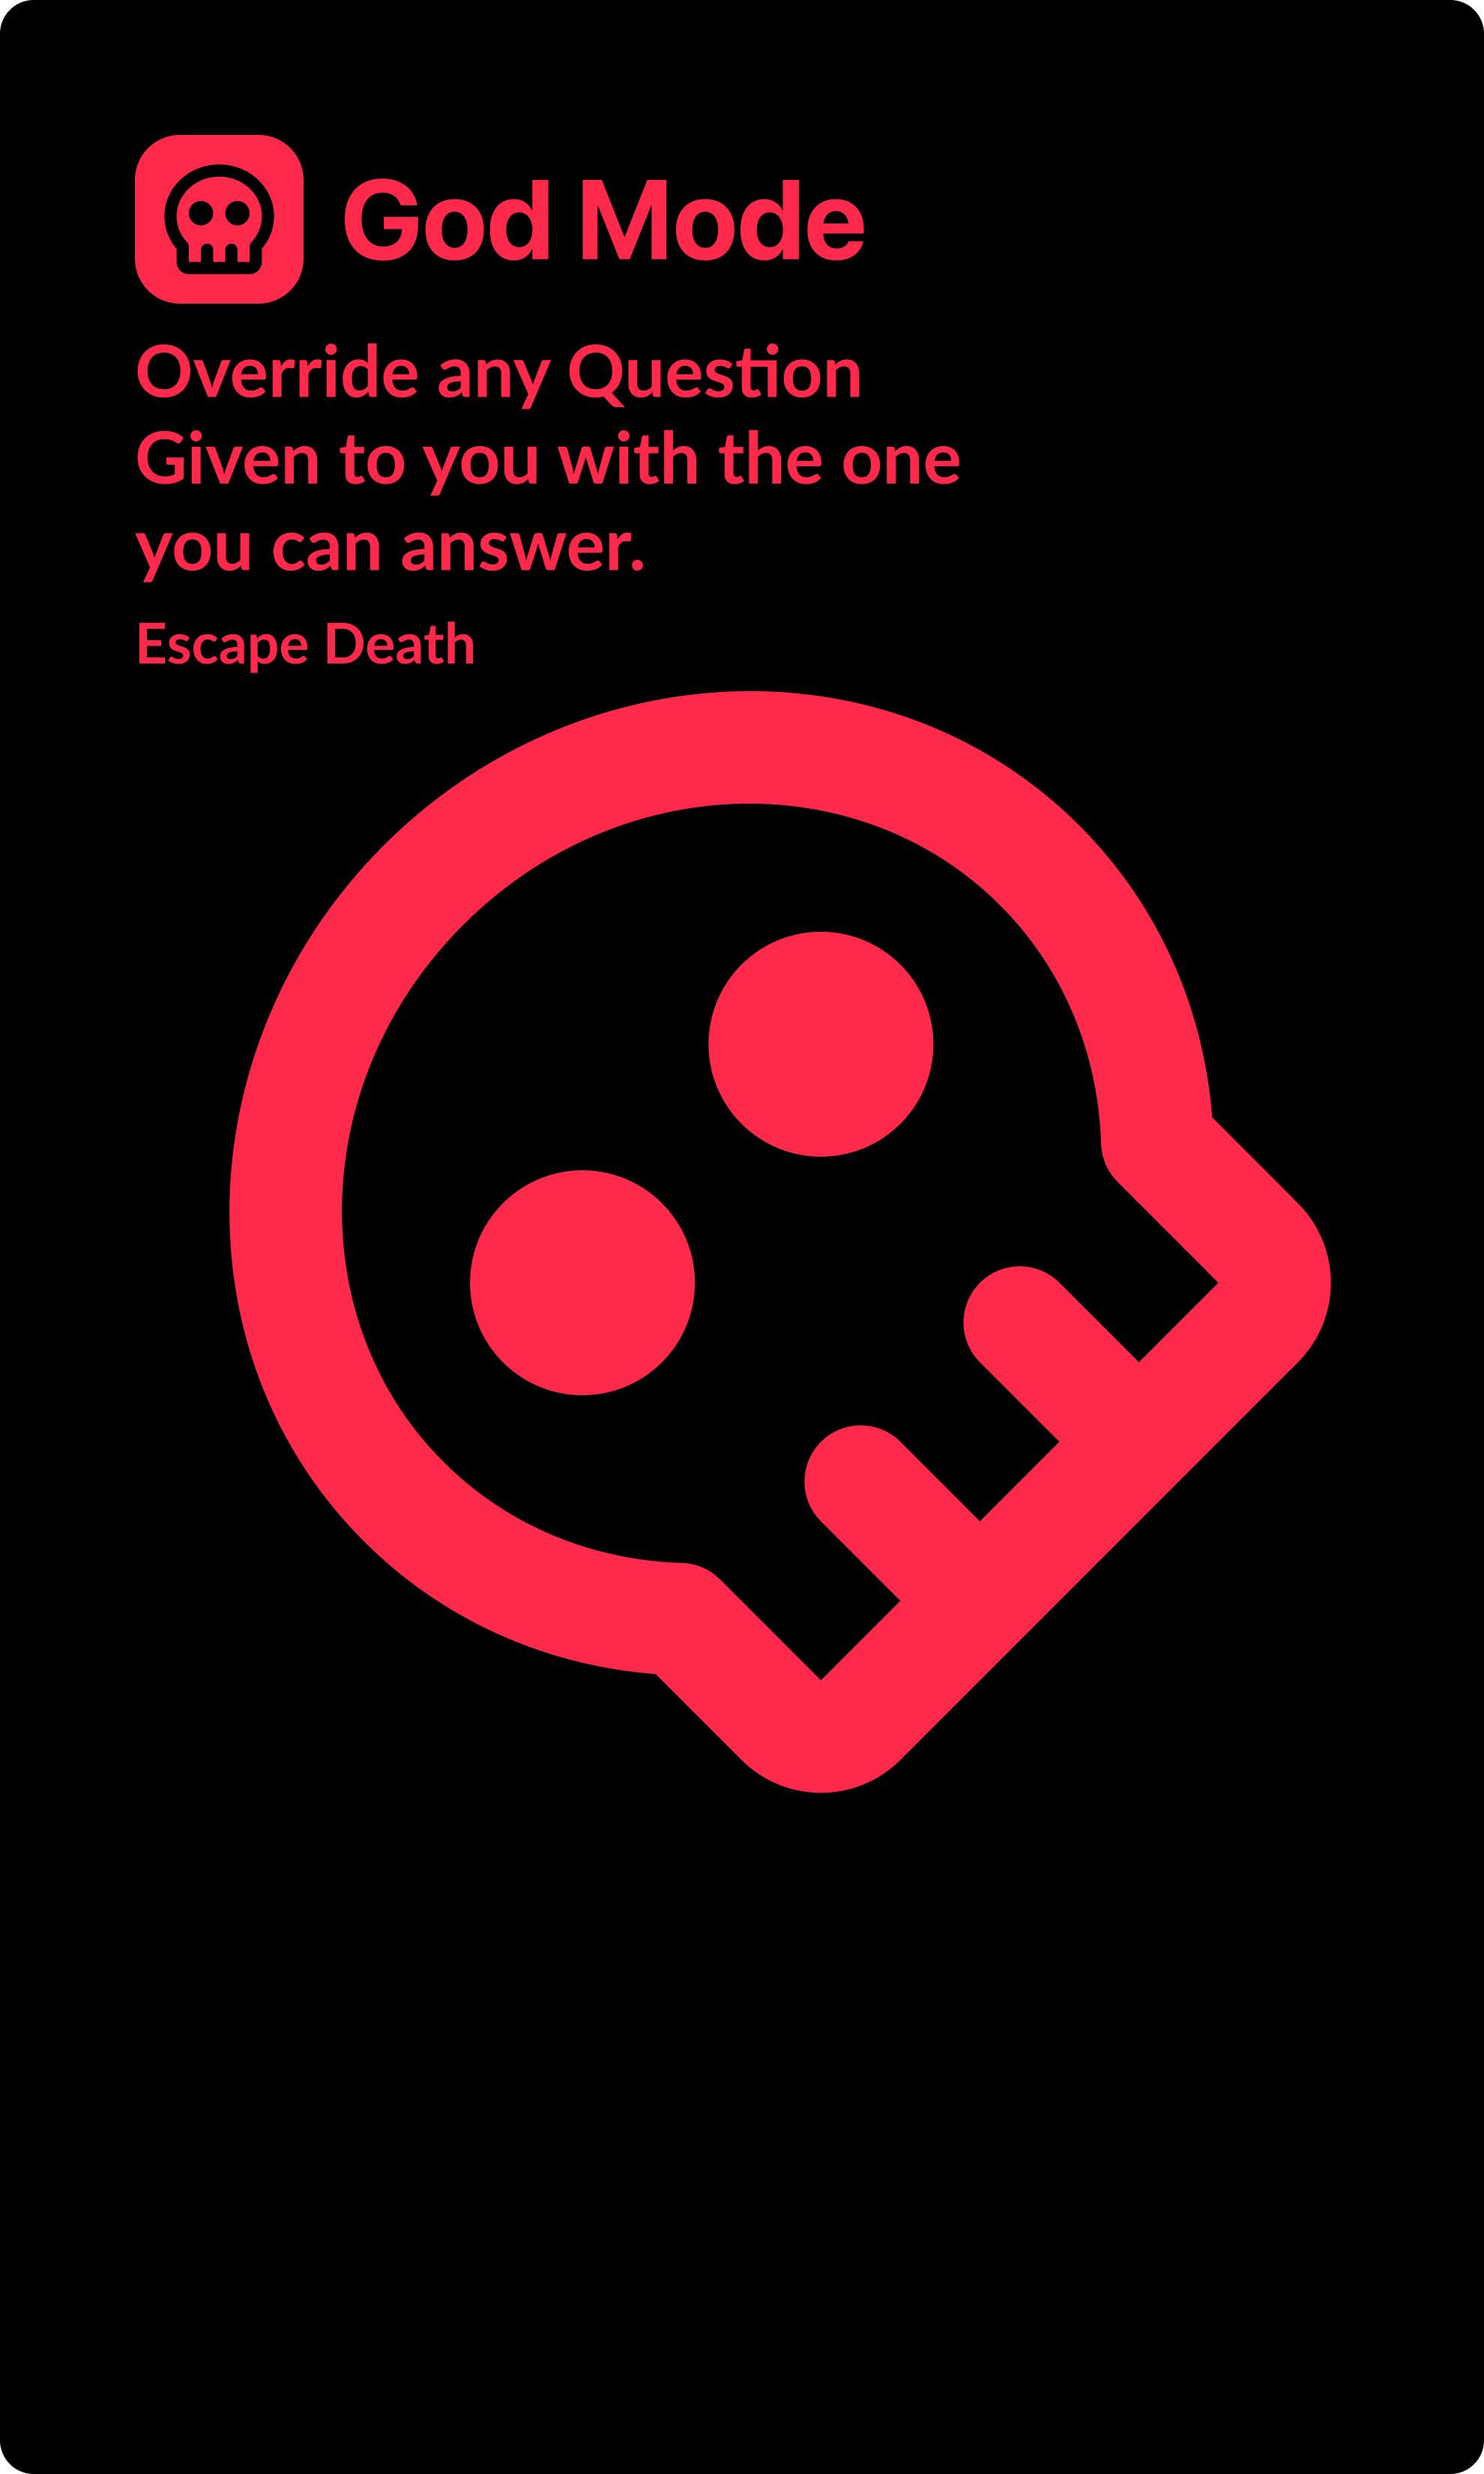 God Mode
Override any Question
Given to you with the one
you can answer.
Escape Death